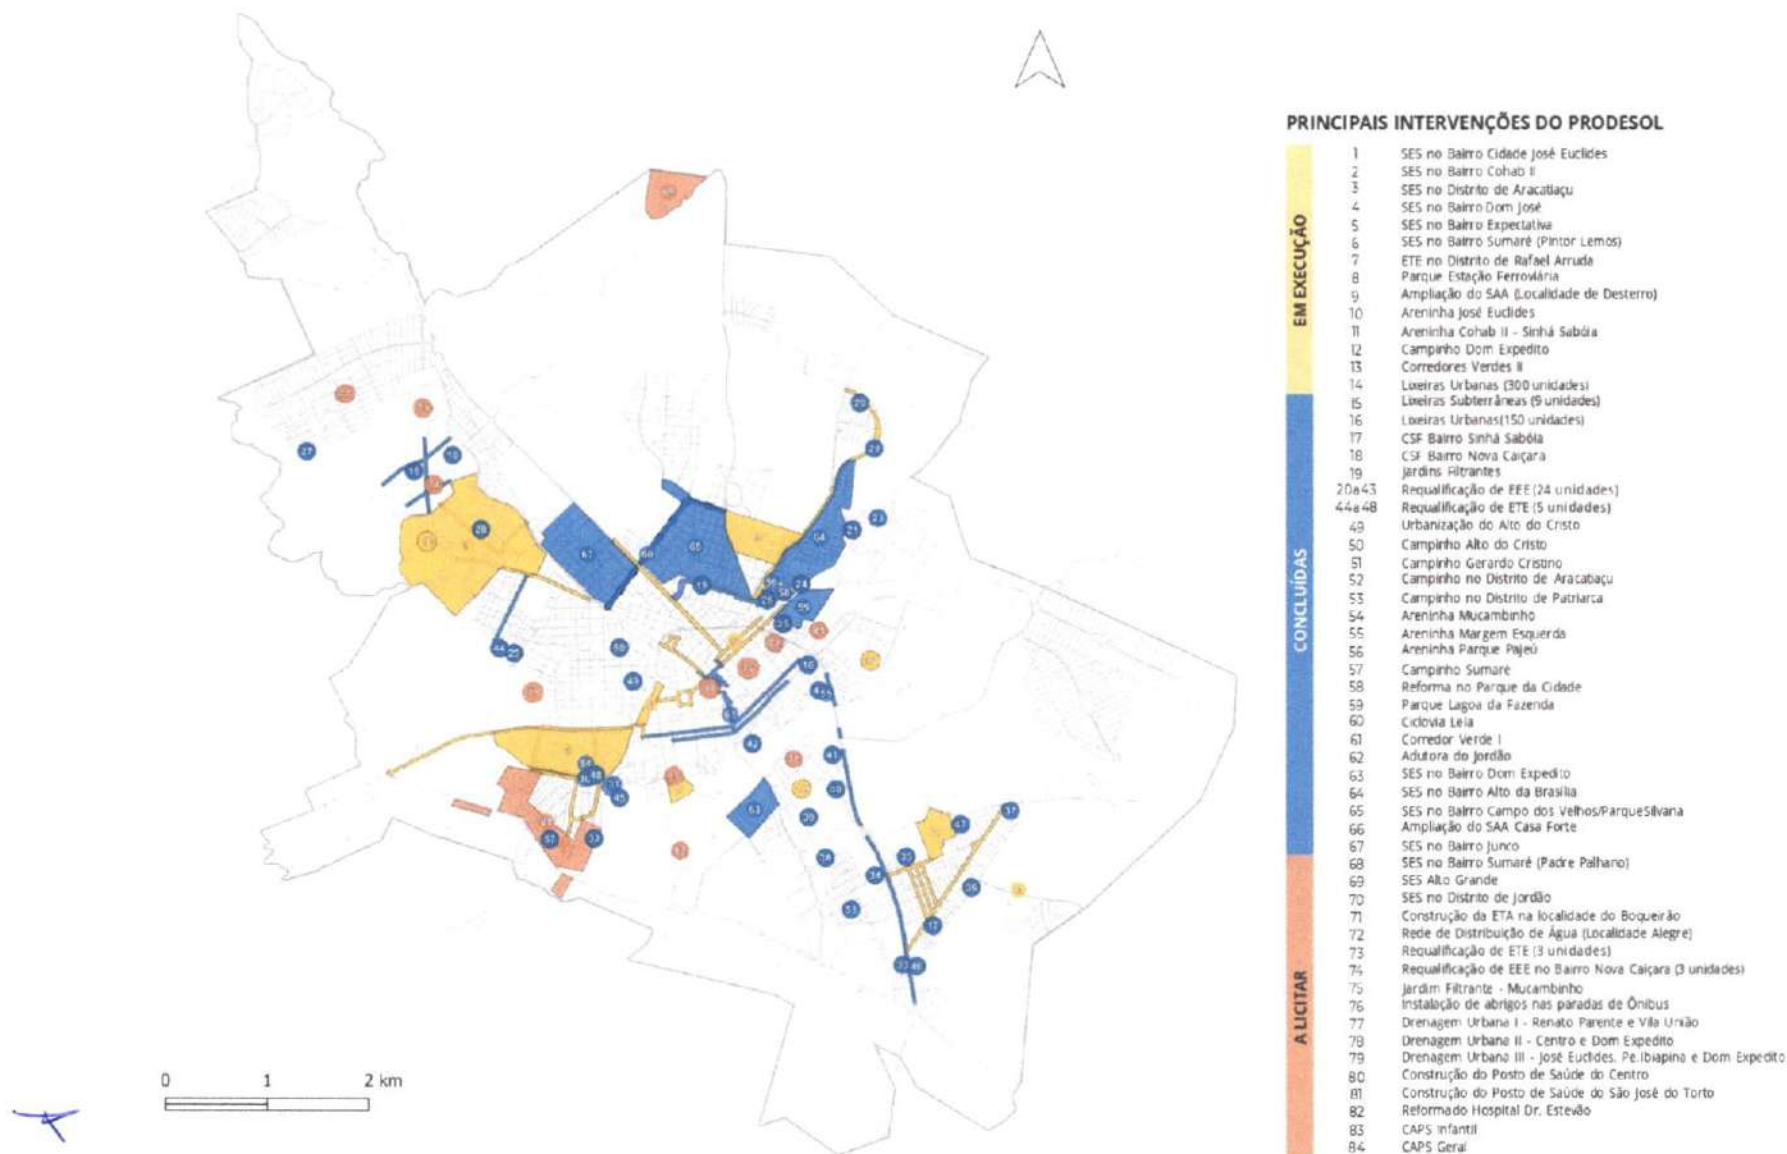 PRINCIPAIS INTERVENÇÕES DO PRODESOL
EM EXECUÇÃO
1 SES no Bairro Cidade José Euclides
2 SES no Bairro Cohab II
3 SES no Distrito de Aracatiaçu
4 SES no Bairro Dom José
5 SES no Bairro Expectativa
6 SES no Bairro Sumaré (Pintor Lemos)
7 ETE no Distrito de Rafael Arruda
8 Parque Estação Ferroviária
9 Ampliação do SAA (Localidade de Desterro)
10 Areninha José Euclides
11 Areninha Cohab II - Sinhá Sabóia
12 Campinho Dom Expedito
13 Corredores Verdes II
14 Lixeiras Urbanas (300 unidades)
CONCLUÍDAS
15 Lixeiras Subterrâneas (9 unidades)
16 Lixeiras Urbanas(150 unidades)
17 CSF Bairro Sinhá Sabóia
18 CSF Bairro Nova Caiçara
19 Jardins Filtrantes
20a43 Requalificação de EEE (24 unidades)
44a48 Requalificação de ETE (5 unidades)
49 Urbanização do Alto do Cristo
50 Campinho Alto do Cristo
51 Campinho Gerardo Cristino
52 Campinho no Distrito de Aracatiaçu
53 Campinho no Distrito de Patriarca
54 Areninha Mucambinho
55 Areninha Margem Esquerda
56 Areninha Parque Pajeú
57 Campinho Sumaré
58 Reforma no Parque da Cidade
59 Parque Lagoa da Fazenda
60 Ciclovia Leia
61 Corredor Verde I
62 Adutora do Jordão
63 SES no Bairro Dom Expedito
64 SES no Bairro Alto da Brasília
65 SES no Bairro Campo dos Velhos/ParqueSilvana
66 Ampliação do SAA Casa Forte
67 SES no Bairro Junco
A LICITAR
68 SES no Bairro Sumaré (Padre Palhano)
69 SES Alto Grande
70 SES no Distrito de Jordão
71 Construção da ETA na localidade do Boqueirão
72 Rede de Distribuição de Água (Localidade Alegre)
73 Requalificação de ETE (3 unidades)
74 Requalificação de EEE no Bairro Nova Caiçara (3 unidades)
75 Jardim Filtrante - Mucambinho
76 Instalação de abrigos nas paradas de Ônibus
77 Drenagem Urbana I - Renato Parente e Vila União
78 Drenagem Urbana II - Centro e Dom Expedito
79 Drenagem Urbana III - José Euclides, Pe.Ibiapina e Dom Expedito
80 Construção do Posto de Saúde do Centro
81 Construção do Posto de Saúde do São José do Torto
82 Reformado Hospital Dr. Estevão
83 CAPS Infantil
84 CAPS Geral
0 1 2 km